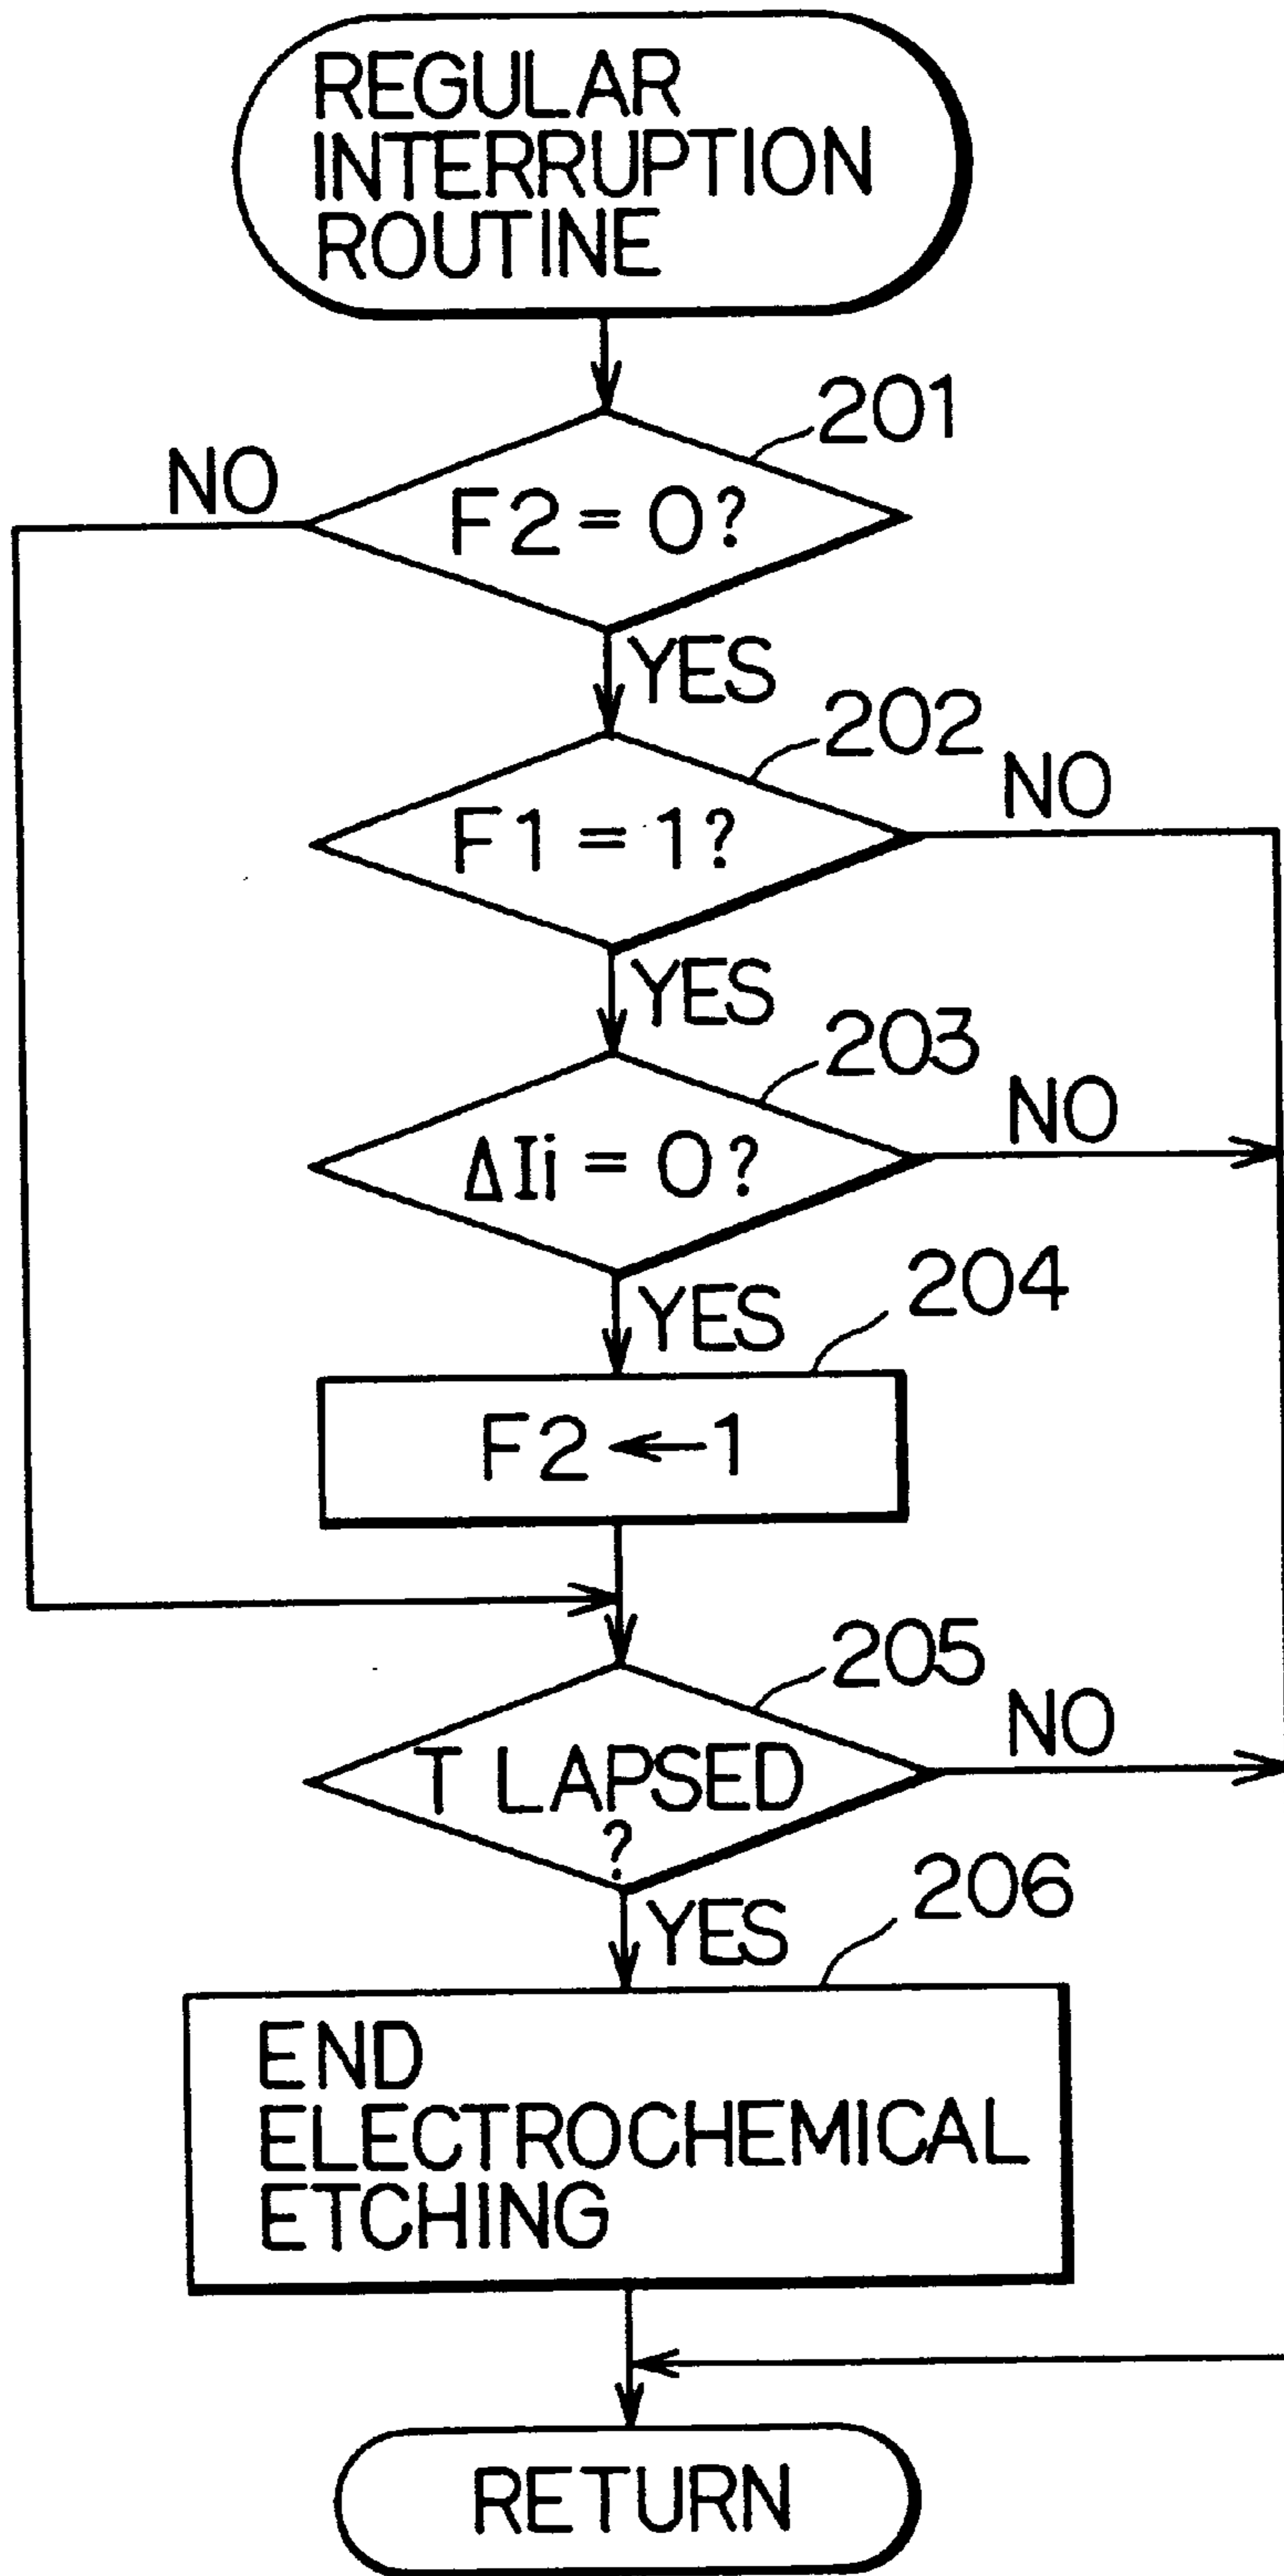 REGULAR
INTERRUPTION
ROUTINE
201
NO
F2 = 0?
YES
202
NO
F1 = 1?
YES
203
NO
ΔIi = 0?
YES
204
F2 ← 1
205
NO
T LAPSED
?
YES
206
END
ELECTROCHEMICAL
ETCHING
RETURN